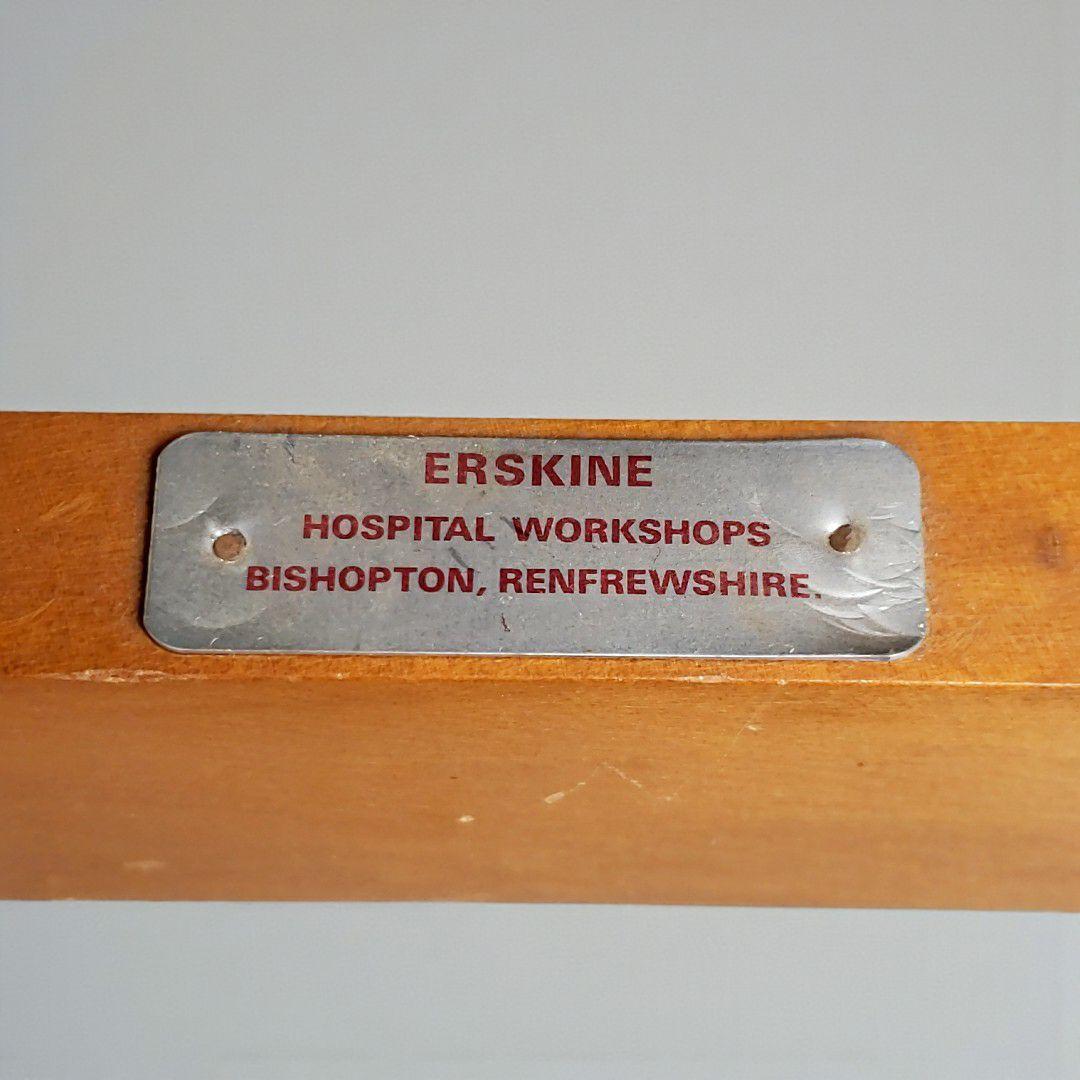 ERSKINE
HOSPITAL WORKSHOPS
BISHOPTON, RENFREWSHIRE.